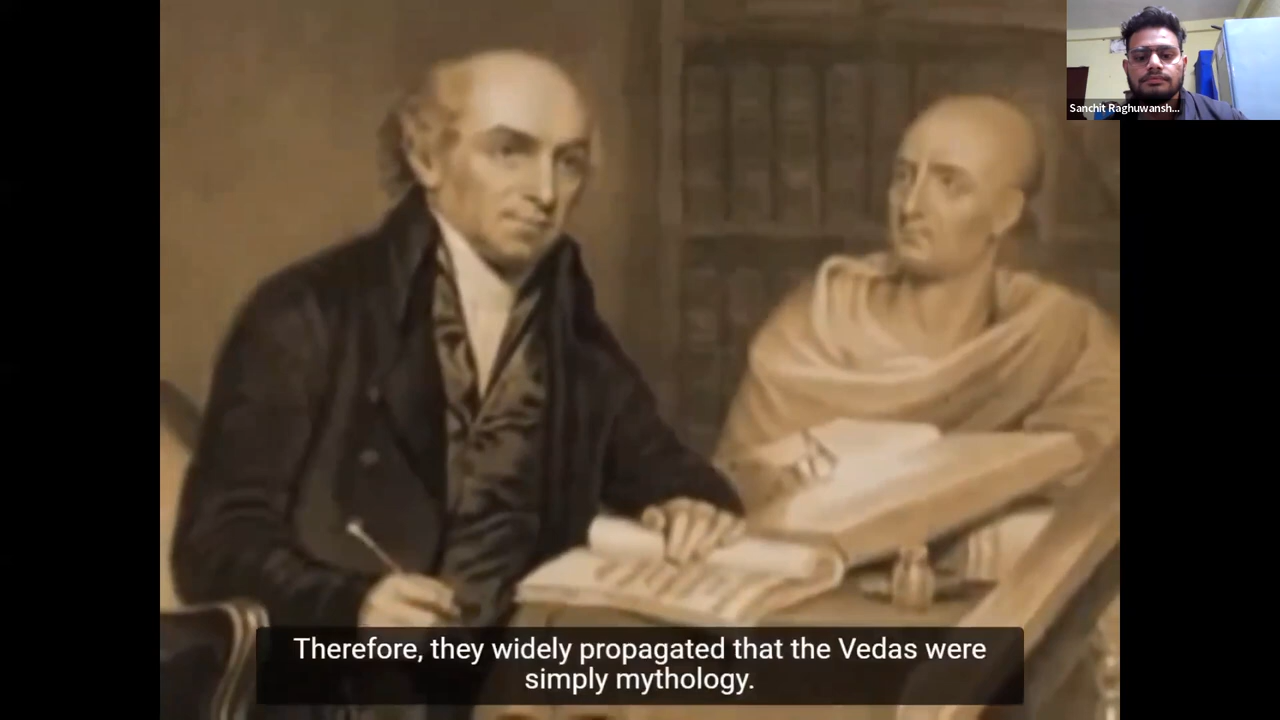 Sanchit Raghuwansh...
Therefore, they widely propagated that the Vedas were
simply mythology.